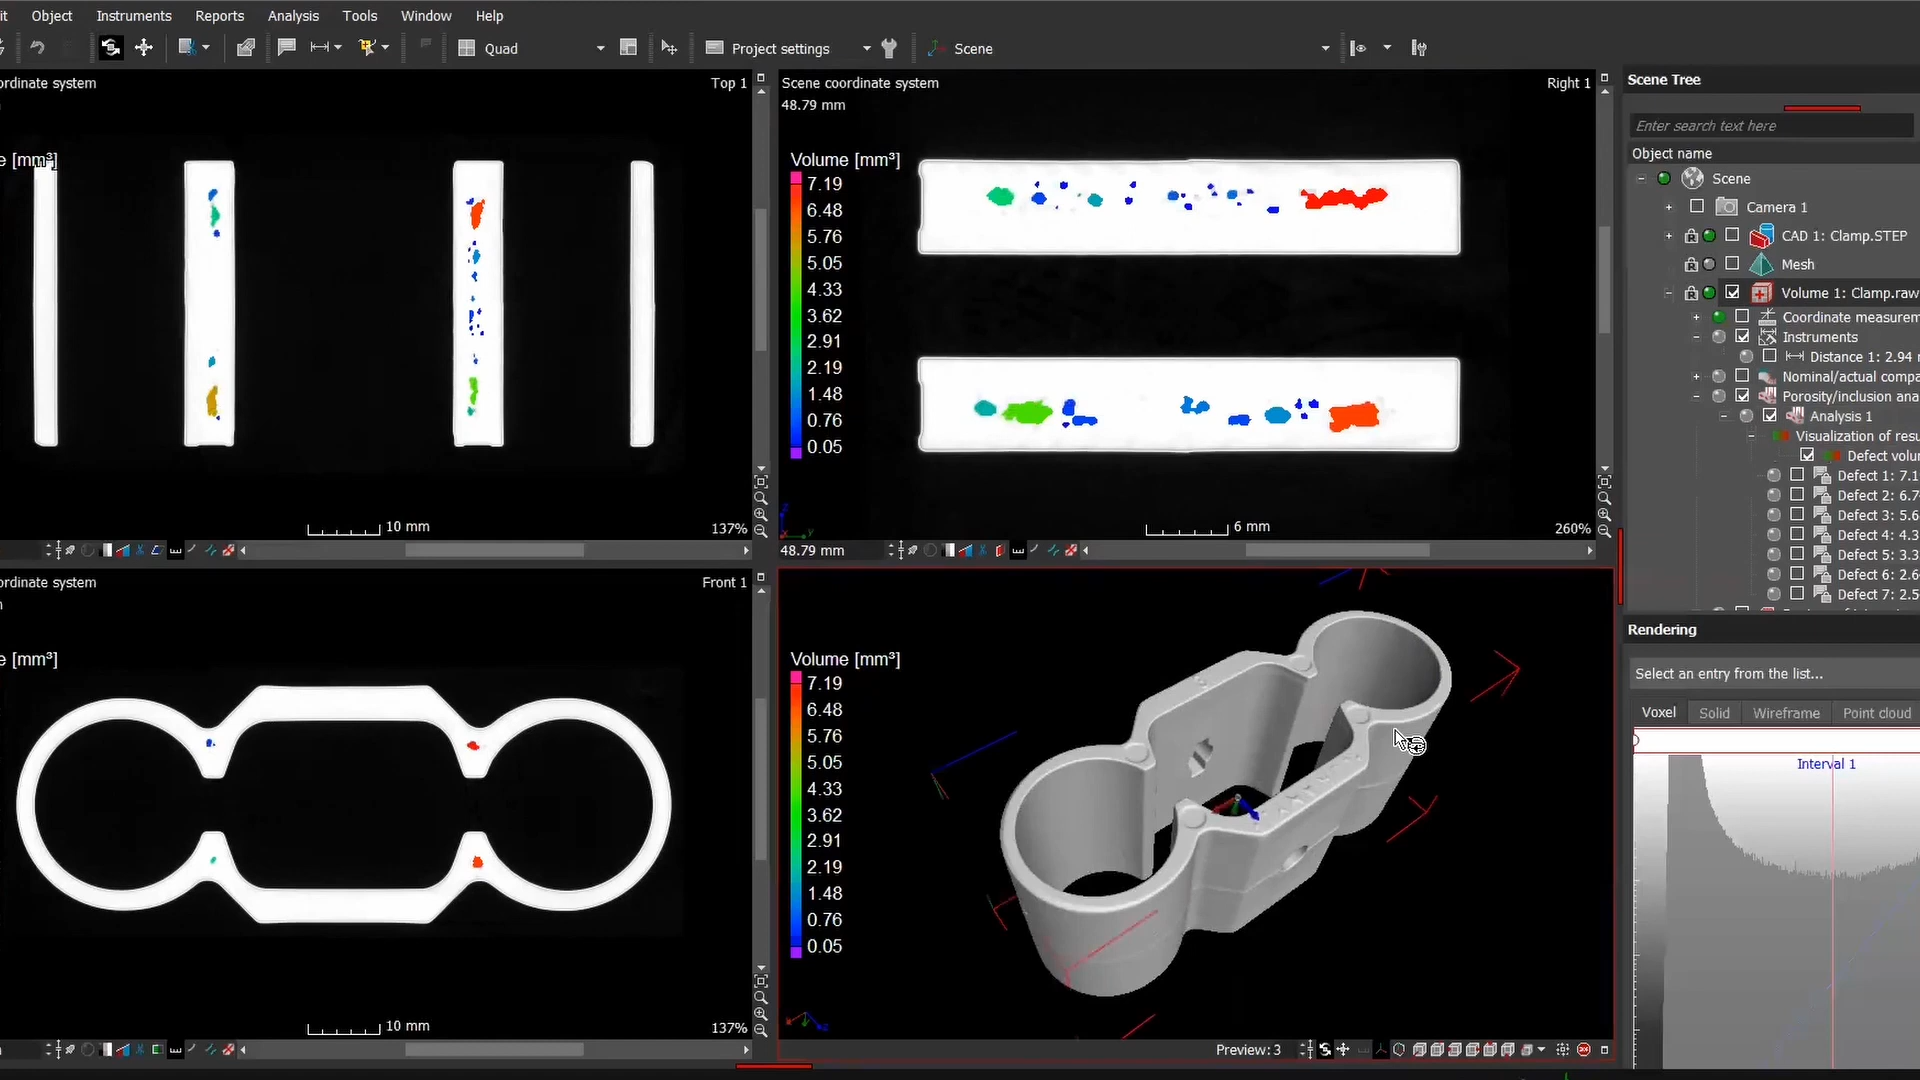 it Object Instruments Reports Analysis Tools Window Help
Quad Project settings Scene
ordinate system Top 1
e [mm³]
10 mm 137%
Scene coordinate system Right 1
48.79 mm
Volume [mm³]
7.19
6.48
5.76
5.05
4.33
3.62
2.91
2.19
1.48
0.76
0.05
6 mm 260%
48.79 mm
ordinate system Front 1
e [mm³]
10 mm 137%
Volume [mm³]
7.19
6.48
5.76
5.05
4.33
3.62
2.91
2.19
1.48
0.76
0.05
Preview: 3
Scene Tree
Enter search text here
Object name
Scene
Camera 1
CAD 1: Clamp.STEP
Mesh
Volume 1: Clamp.raw
Coordinate measurem
Instruments
Distance 1: 2.94
Nominal/actual compa
Porosity/inclusion ana
Analysis 1
Visualization of resu
Defect volum
Defect 1: 7.1
Defect 2: 6.7
Defect 3: 5.6
Defect 4: 4.3
Defect 5: 3.3
Defect 6: 2.6
Defect 7: 2.5
Rendering
Select an entry from the list...
Voxel Solid Wireframe Point cloud
Interval 1